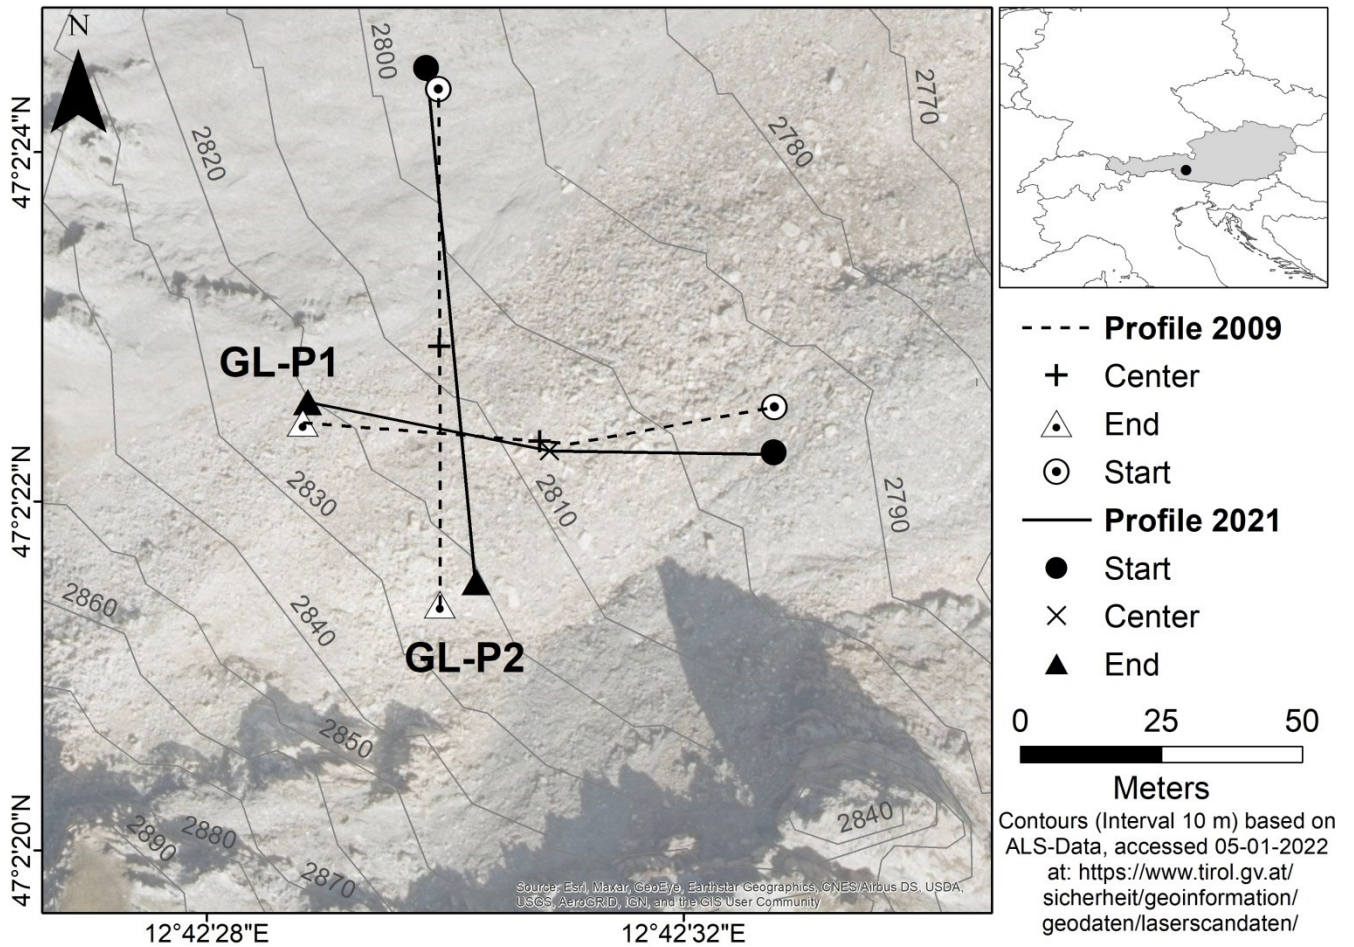 N
2800
2770
2780
2820
47°2'24"N
GL-P1
47°2'22"N
2830
2810
2790
2860
2840
GL-P2
2850
2840
47°2'20"N
2890
2880
2870
Source: Esri, Maxar, GeoEye, Earthstar Geographics, CNES/Airbus DS, USDA,
USGS, AeroGRID, IGN, and the GIS User Community
12°42'28"E
12°42'32"E
Profile 2009
Center
End
Start
Profile 2021
Start
Center
End
0 25 50
Meters
Contours (Interval 10 m) based on
ALS-Data, accessed 05-01-2022
at: https://www.tirol.gv.at/
sicherheit/geoinformation/
geodaten/laserscandaten/